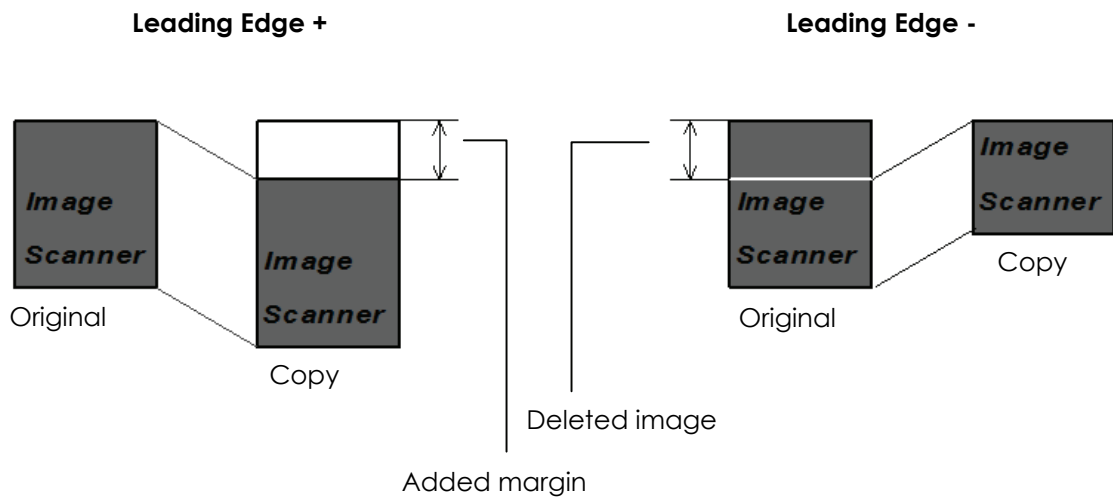 Leading Edge +
Leading Edge -
Image
Scanner
Original
Image
Scanner
Copy
Image
Scanner
Original
Image
Scanner
Copy
Deleted image
Added margin